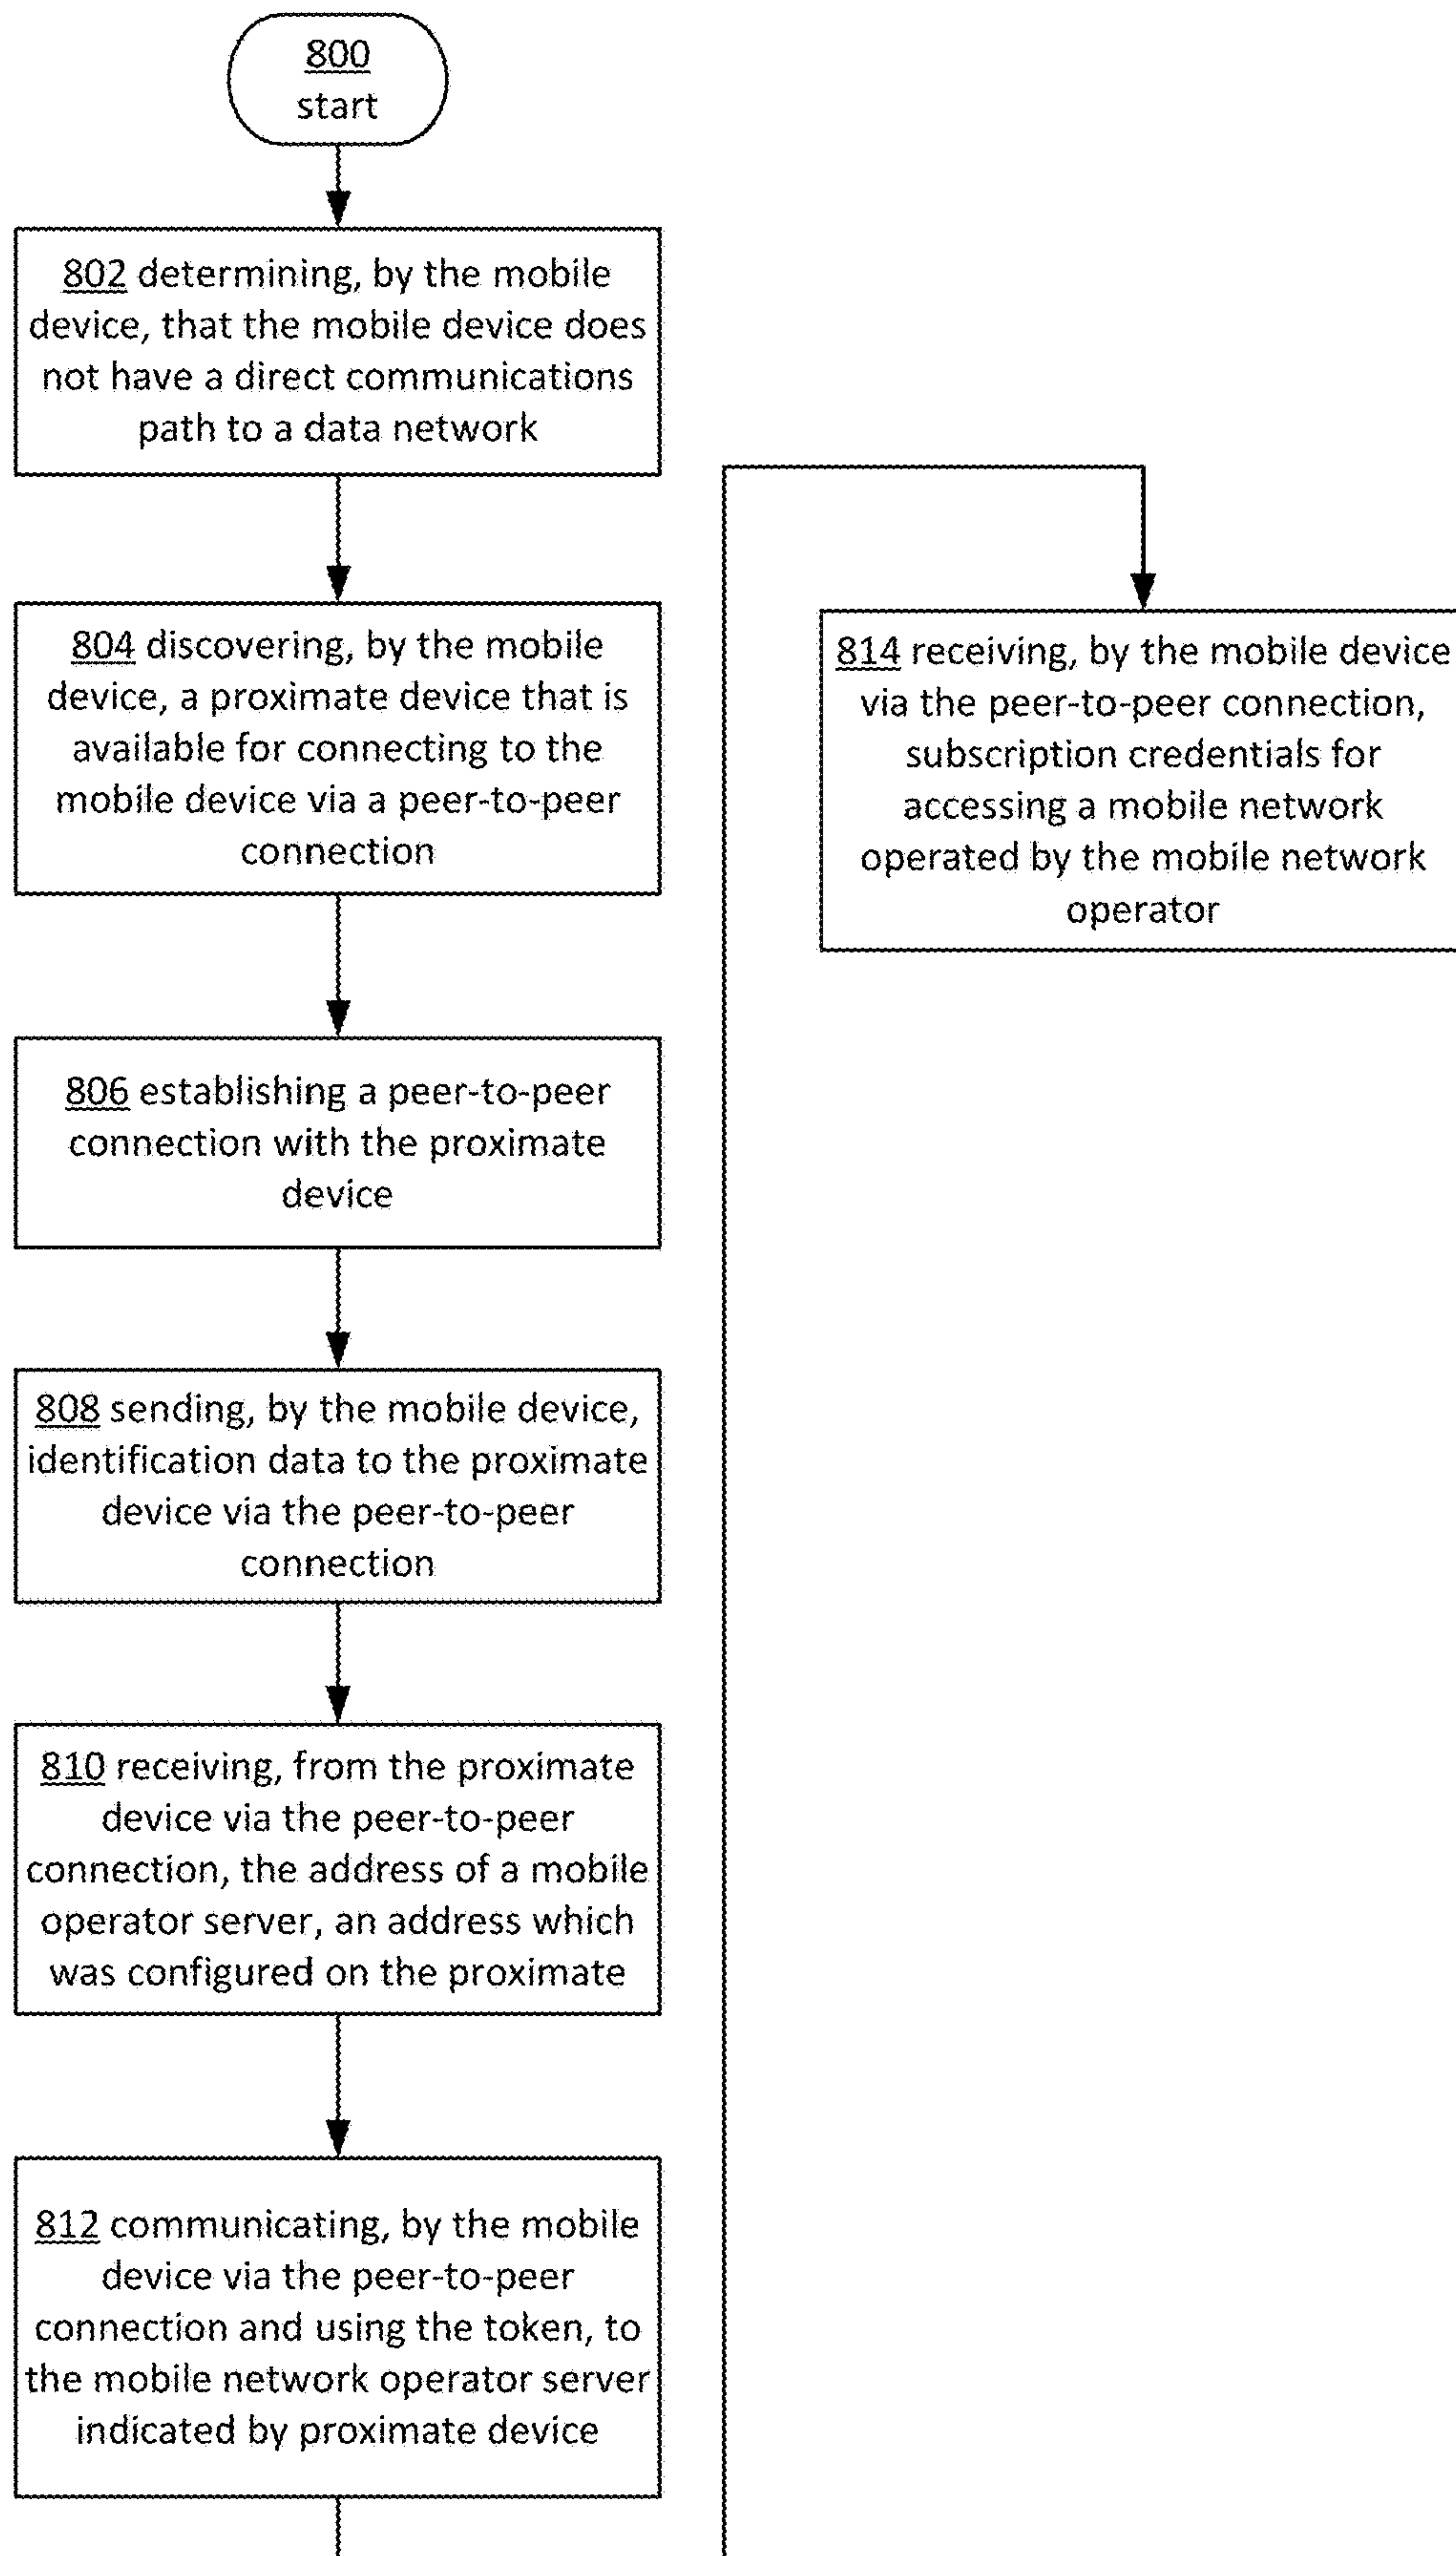 800
start
802 determining, by the mobile
device, that the mobile device does
not have a direct communications
path to a data network
804 discovering, by the mobile
device, a proximate device that is
available for connecting to the
mobile device via a peer-to-peer
connection
806 establishing a peer-to-peer
connection with the proximate
device
808 sending, by the mobile device,
identification data to the proximate
device via the peer-to-peer
connection
810 receiving, from the proximate
device via the peer-to-peer
connection, the address of a mobile
operator server, an address which
was configured on the proximate
812 communicating, by the mobile
device via the peer-to-peer
connection and using the token, to
the mobile network operator server
indicated by proximate device
814 receiving, by the mobile device
via the peer-to-peer connection,
subscription credentials for
accessing a mobile network
operated by the mobile network
operator